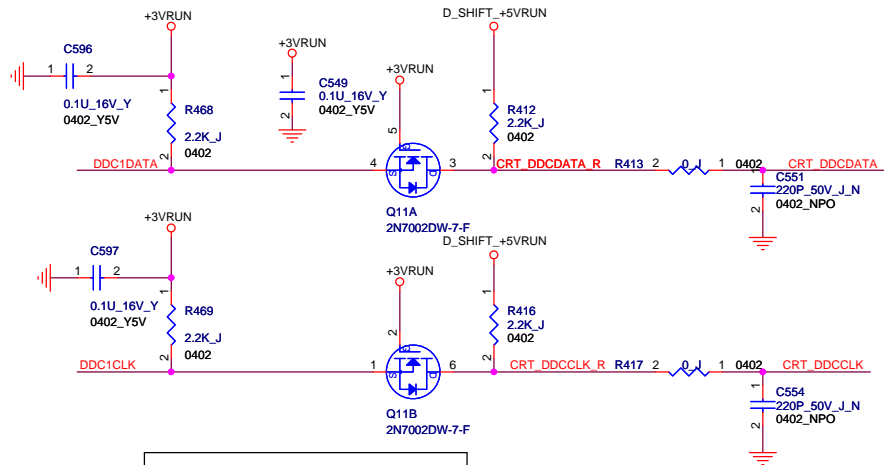 +3VRUN
D_SHIFT_+5VRUN
C596
+3VRUN
1 2
+3VRUN
0.1U_16V_Y
0402_Y5V
1
R468
2.2K_J
0402
2
1
C549
0.1U_16V_Y
0402_Y5V
2
1
R412
2.2K_J
0402
2
5
G
DDC1DATA
4
S
D
3
CRT_DDCDATA_R
R413
2
0_J
1
0402
CRT_DDCDATA
Q11A
2N7002DW-7-F
1
C551
220P_50V_J_N
0402_NPO
2
+3VRUN
D_SHIFT_+5VRUN
C597
+3VRUN
1 2
0.1U_16V_Y
0402_Y5V
1
R469
2.2K_J
0402
2
1
R416
2.2K_J
0402
2
2
G
DDC1CLK
1
S
D
6
CRT_DDCCLK_R
R417
2
0_J
1
0402
CRT_DDCCLK
Q11B
2N7002DW-7-F
1
C554
220P_50V_J_N
0402_NPO
2